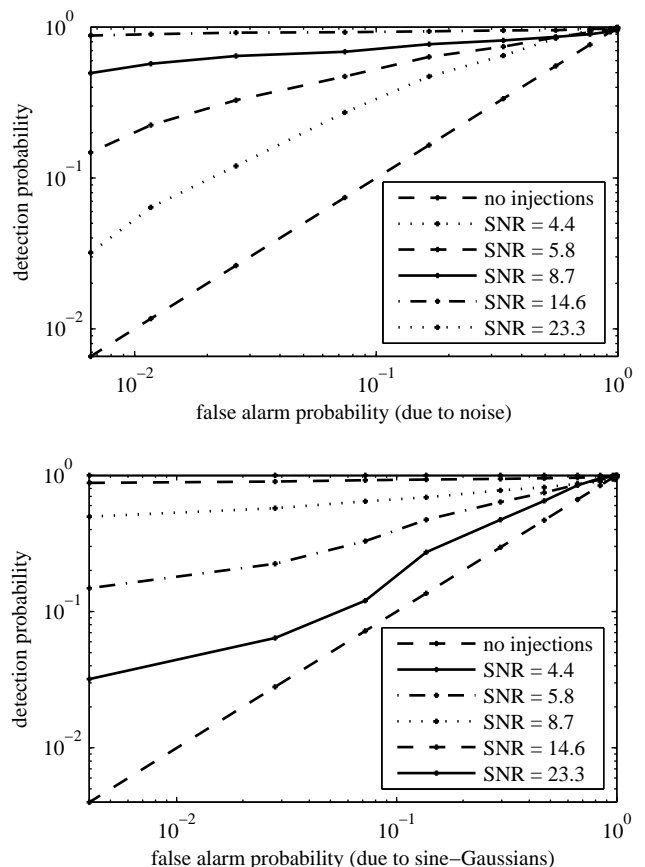 10^0
10^−1
10^−2
detection probability
no injections
SNR = 4.4
SNR = 5.8
SNR = 8.7
SNR = 14.6
SNR = 23.3
10^−2 10^−1 10^0
false alarm probability (due to noise)
10^0
10^−1
10^−2
detection probability
no injections
SNR = 4.4
SNR = 5.8
SNR = 8.7
SNR = 14.6
SNR = 23.3
10^−2 10^−1 10^0
false alarm probability (due to sine−Gaussians)